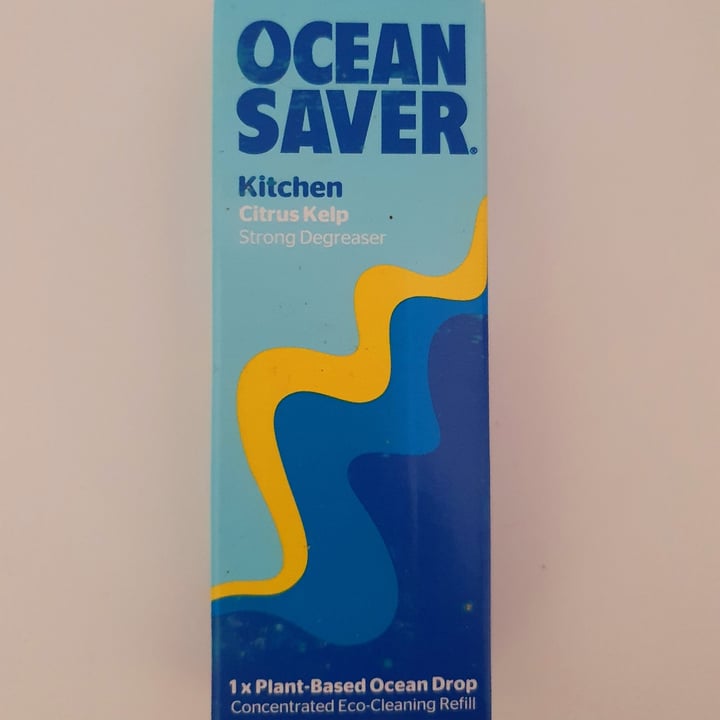 OCEAN
SAVER®
Kitchen
Citrus Kelp
Strong Degreaser
1 x Plant-Based Ocean Drop
Concentrated Eco-Cleaning Refill